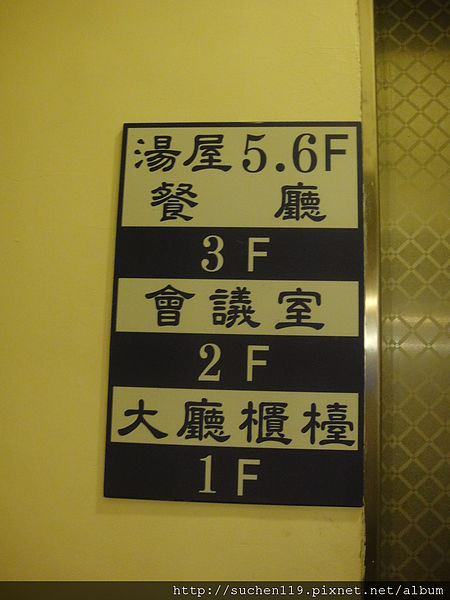 湯屋5.6F
餐廳
3F
會議室
2F
大廳櫃檯
1F
http://suchen119.pixnet.net/album